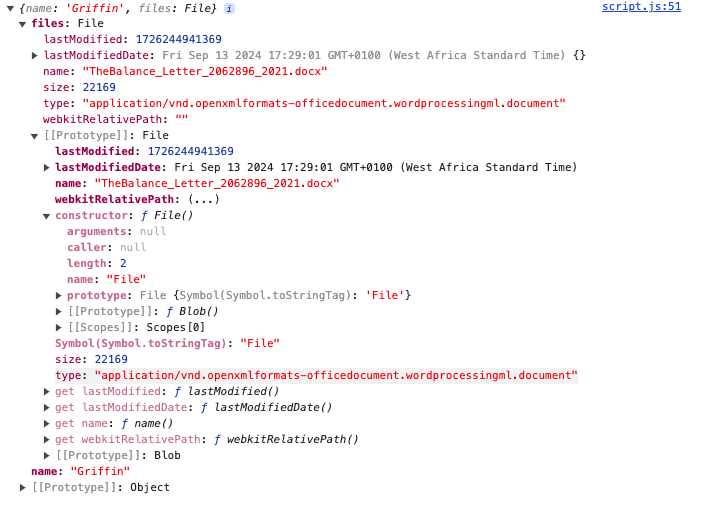 {name: 'Griffin', files: File} i script.js:51
files: File
lastModified: 1726244941369
lastModifiedDate: Fri Sep 13 2024 17:29:01 GMT+0100 (West Africa Standard Time) {}
name: "TheBalance_Letter_2062896_2021.docx"
size: 22169
type: "application/vnd.openxmlformats-officedocument.wordprocessingml.document"
webkitRelativePath: ""
[[Prototype]]: File
lastModified: 1726244941369
lastModifiedDate: Fri Sep 13 2024 17:29:01 GMT+0100 (West Africa Standard Time)
name: "TheBalance_Letter_2062896_2021.docx"
webkitRelativePath: (...)
constructor: ƒ File()
arguments: null
caller: null
length: 2
name: "File"
prototype: File {Symbol(Symbol.toStringTag): 'File'}
[[Prototype]]: ƒ Blob()
[[Scopes]]: Scopes[0]
Symbol(Symbol.toStringTag): "File"
size: 22169
type: "application/vnd.openxmlformats-officedocument.wordprocessingml.document"
get lastModified: ƒ lastModified()
get lastModifiedDate: ƒ lastModifiedDate()
get name: ƒ name()
get webkitRelativePath: ƒ webkitRelativePath()
[[Prototype]]: Blob
name: "Griffin"
[[Prototype]]: Object